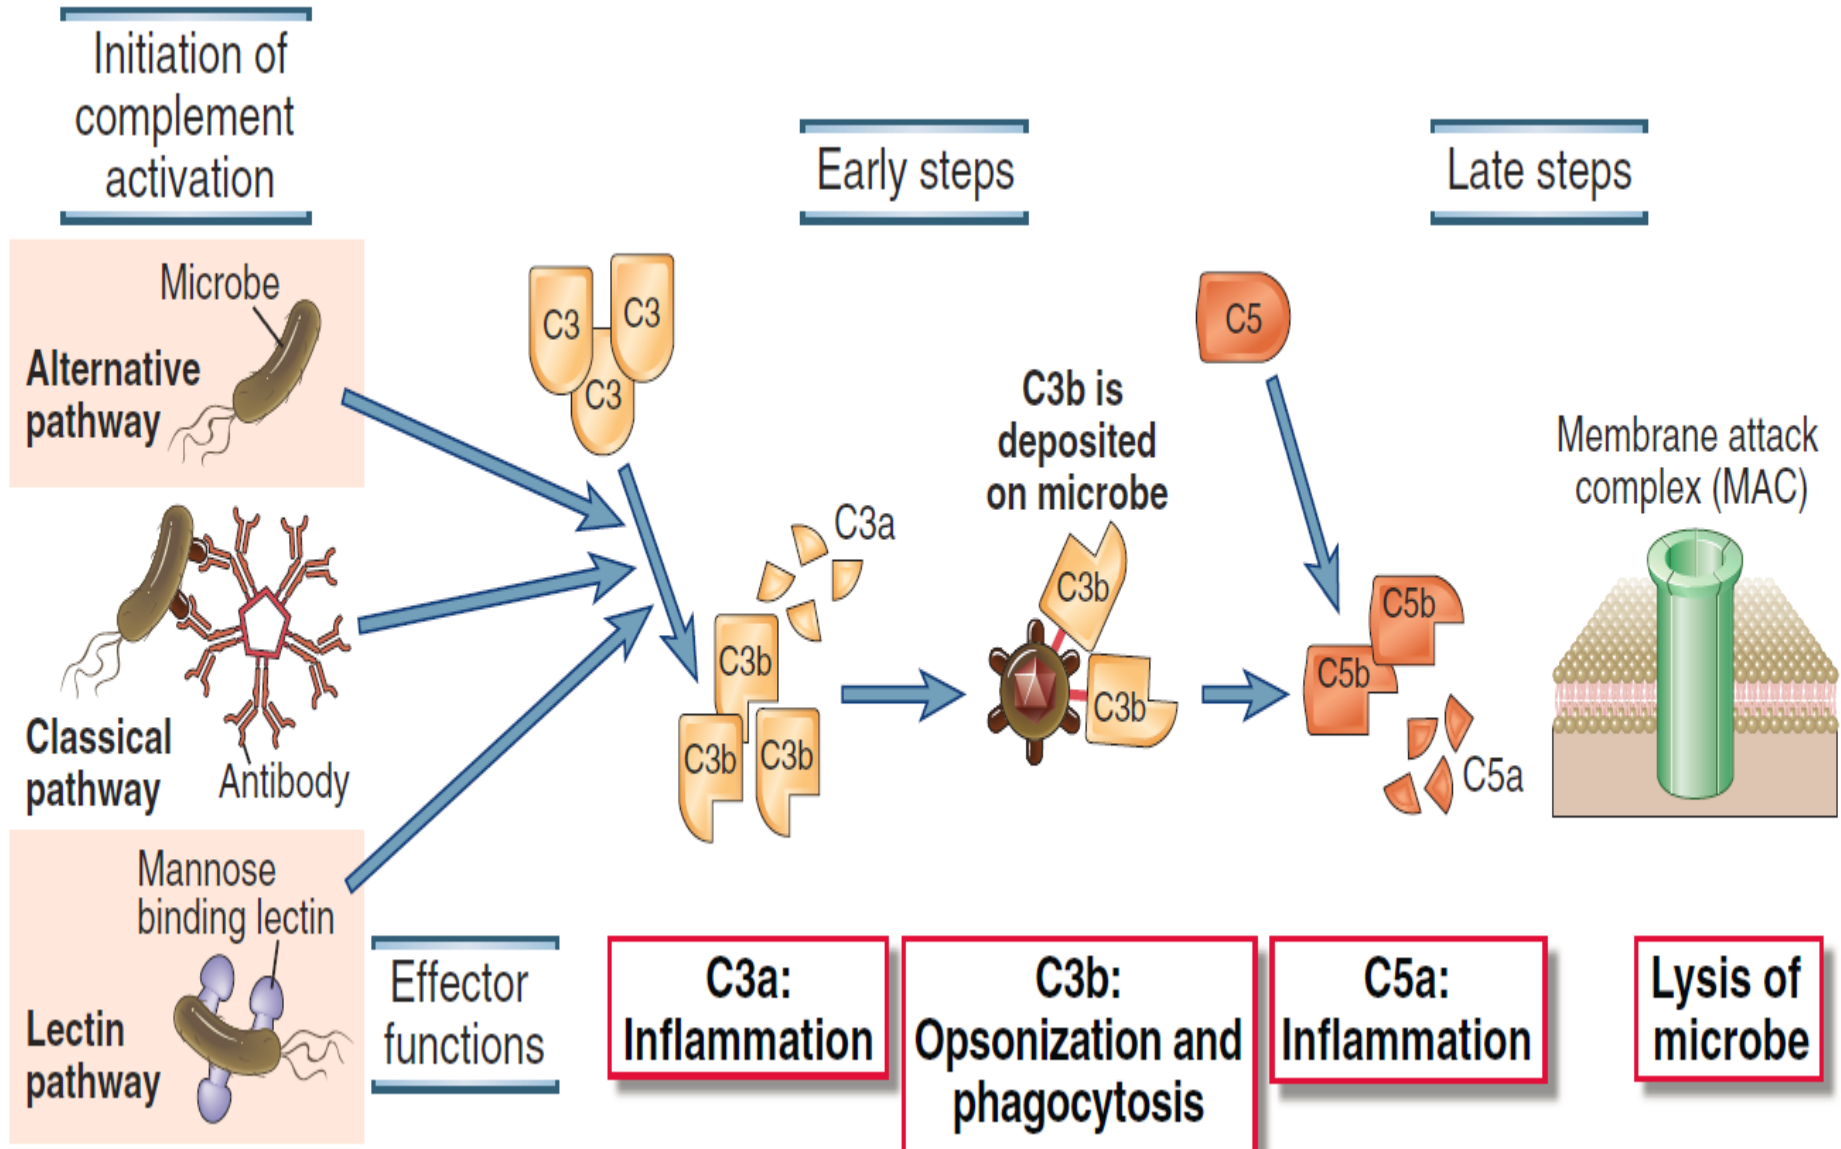 Initiation of
complement
activation
Early steps
Late steps
Microbe
Alternative
pathway
C3
C3
C3
C5
C3b is
deposited
on microbe
Membrane attack
complex (MAC)
C3a
C3b
C3b
C3b
C3b
C3b
C5b
C5b
C5a
Classical
pathway
Antibody
Mannose
binding lectin
Lectin
pathway
Effector
functions
C3a:
Inflammation
C3b:
Opsonization and
phagocytosis
C5a:
Inflammation
Lysis of
microbe